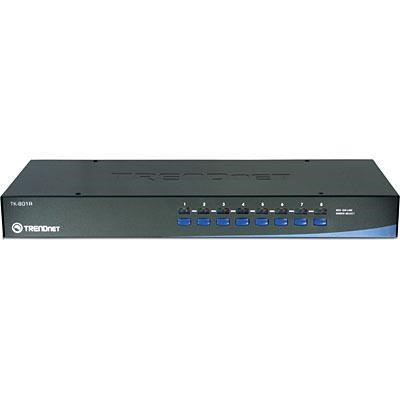 TRENDNET
TK-801R
1 2 3 4 5 6 7 8
TRENDNET